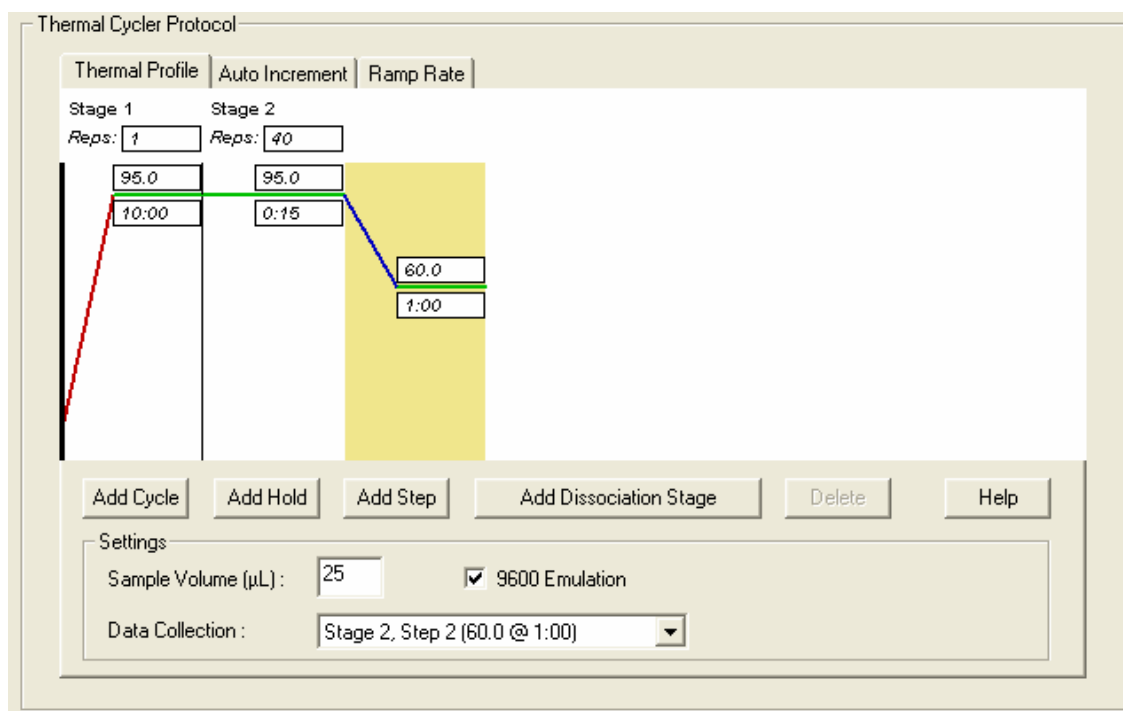 Thermal Cycler Protocol
Thermal Profile Auto Increment Ramp Rate
Stage 1 Stage 2
Reps: 1 Reps: 40
95.0 95.0
10:00 0:15
60.0
1:00
Add Cycle Add Hold Add Step Add Dissociation Stage Delete Help
Settings
Sample Volume (µL) : 25 9600 Emulation
Data Collection : Stage 2, Step 2 (60.0 @ 1:00)